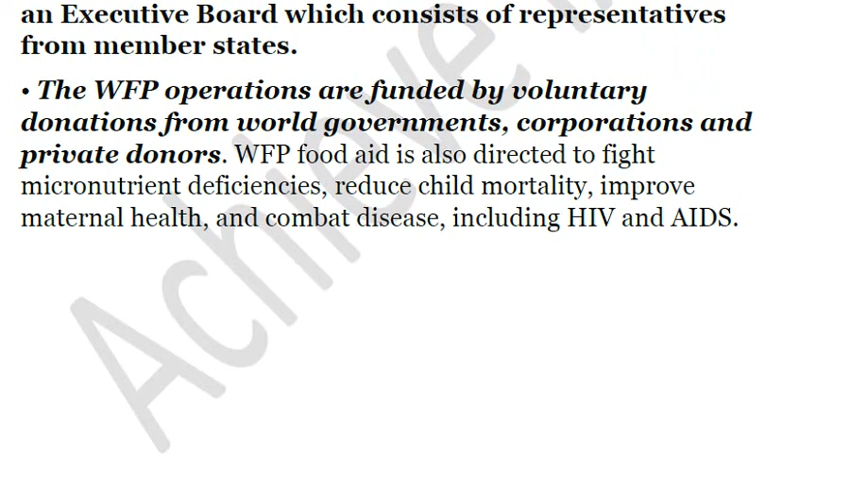 an Executive Board which consists of representatives
from member states.
• The WFP operations are funded by voluntary
donations from world governments, corporations and
private donors. WFP food aid is also directed to fight
micronutrient deficiencies, reduce child mortality, improve
maternal health, and combat disease, including HIV and AIDS.
Achieve